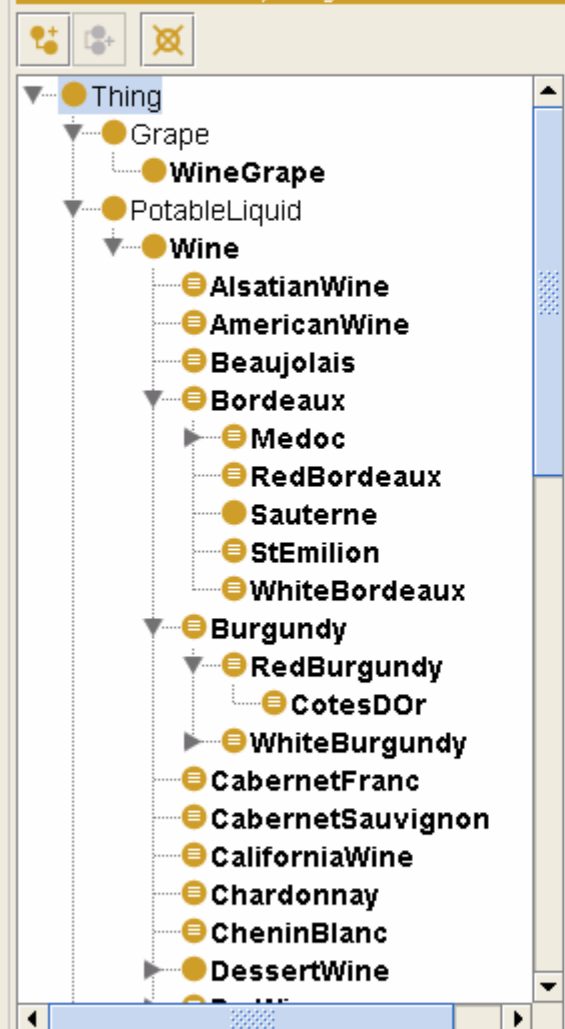 Thing
Grape
WineGrape
PotableLiquid
Wine
AlsatianWine
AmericanWine
Beaujolais
Bordeaux
Medoc
RedBordeaux
Sauterne
StEmilion
WhiteBordeaux
Burgundy
RedBurgundy
CotesDOr
WhiteBurgundy
CabernetFranc
CabernetSauvignon
CaliforniaWine
Chardonnay
CheninBlanc
DessertWine